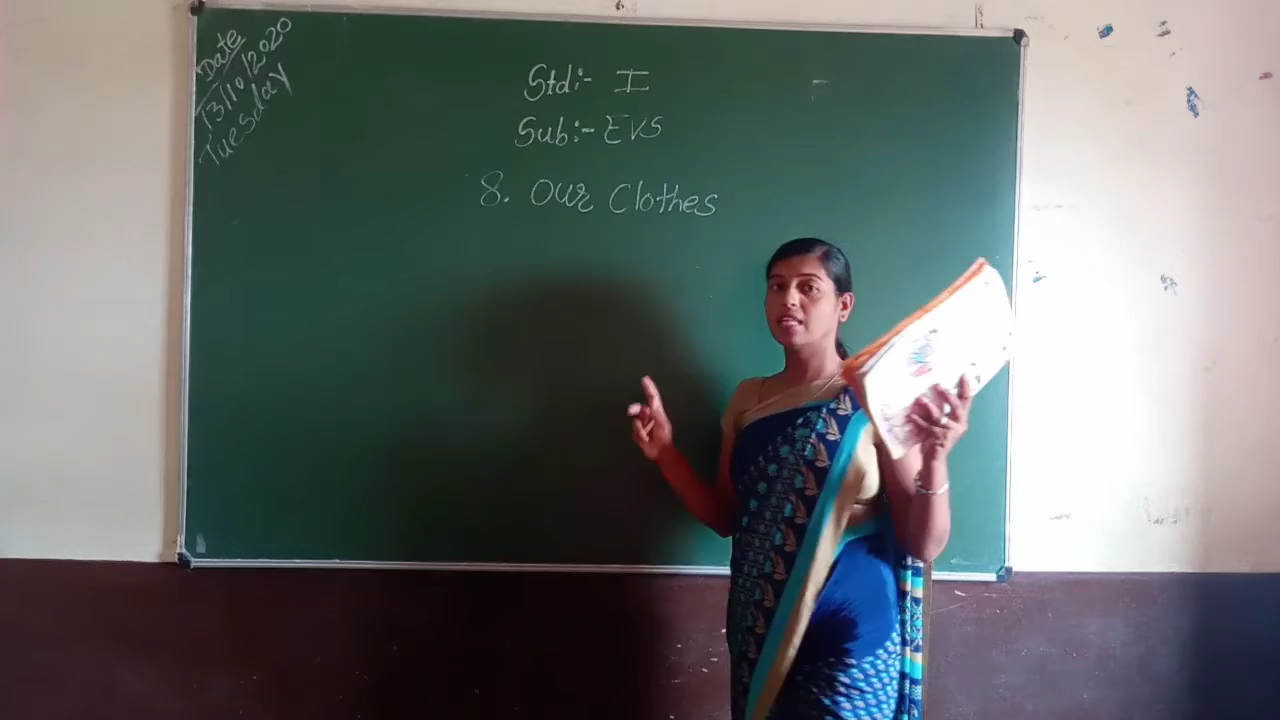 Date
13/10/2020
Tuesday
Std:- I
Sub:- EVS
8. Our Clothes